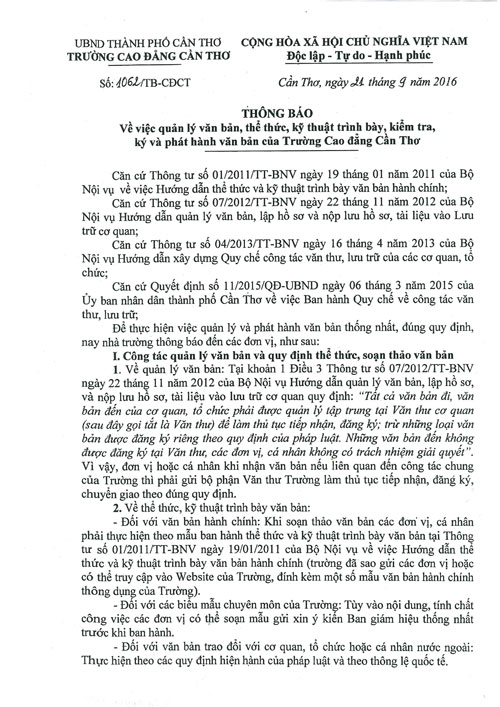 UBND THÀNH PHỐ CẦN THƠ
TRƯỜNG CAO ĐẲNG CẦN THƠ
Số: 1062/TB-CĐCT
CỘNG HÒA XÃ HỘI CHỦ NGHĨA VIỆT NAM
Độc lập - Tự do - Hạnh phúc
Cần Thơ, ngày 21 tháng 9 năm 2016
THÔNG BÁO
Về việc quản lý văn bản, thể thức, kỹ thuật trình bày, kiểm tra,
ký và phát hành văn bản của Trường Cao đẳng Cần Thơ
Căn cứ Thông tư số 01/2011/TT-BNV ngày 19 tháng 01 năm 2011 của Bộ
Nội vụ về việc Hướng dẫn thể thức và kỹ thuật trình bày văn bản hành chính;
Căn cứ Thông tư số 07/2012/TT-BNV ngày 22 tháng 11 năm 2012 của Bộ
Nội vụ Hướng dẫn quản lý văn bản, lập hồ sơ và nộp lưu hồ sơ, tài liệu vào Lưu
trữ cơ quan;
Căn cứ Thông tư số 04/2013/TT-BNV ngày 16 tháng 4 năm 2013 của Bộ
Nội vụ Hướng dẫn xây dựng Quy chế công tác văn thư, lưu trữ của các cơ quan, tổ
chức;
Căn cứ Quyết định số 11/2015/QĐ-UBND ngày 06 tháng 3 năm 2015 của
Ủy ban nhân dân thành phố Cần Thơ về việc Ban hành Quy chế về công tác văn
thư, lưu trữ;
Để thực hiện việc quản lý và phát hành văn bản thống nhất, đúng quy định,
nay nhà trường thông báo đến các đơn vị, như sau:
I. Công tác quản lý văn bản và quy định thể thức, soạn thảo văn bản
1. Về quản lý văn bản: Tại khoản 1 Điều 3 Thông tư số 07/2012/TT-BNV
ngày 22 tháng 11 năm 2012 của Bộ Nội vụ Hướng dẫn quản lý văn bản, lập hồ sơ,
và nộp lưu hồ sơ, tài liệu vào lưu trữ cơ quan quy định: “Tất cả văn bản đi, văn
bản đến của cơ quan, tổ chức phải được quản lý tập trung tại Văn thư cơ quan
(sau đây gọi tắt là Văn thư) để làm thủ tục tiếp nhận, đăng ký; trừ những loại văn
bản được đăng ký riêng theo quy định của pháp luật. Những văn bản đến không
được đăng ký tại Văn thư, các đơn vị, cá nhân không có trách nhiệm giải quyết”.
Vì vậy, đơn vị hoặc cá nhân khi nhận văn bản nếu liên quan đến công tác chung
của Trường thì phải gửi bộ phận Văn thư Trường làm thủ tục tiếp nhận, đăng ký,
chuyển giao theo đúng quy định.
2. Về thể thức, kỹ thuật trình bày văn bản:
- Đối với văn bản hành chính: Khi soạn thảo văn bản các đơn vị, cá nhân
phải thực hiện theo mẫu ban hành thể thức và kỹ thuật trình bày văn bản tại Thông
tư số 01/2011/TT-BNV ngày 19/01/2011 của Bộ Nội vụ về việc Hướng dẫn thể
thức và kỹ thuật trình bày văn bản hành chính (trường đã sao gửi các đơn vị hoặc
có thể truy cập vào Website của Trường, đính kèm một số mẫu văn bản hành chính
thông dụng của Trường).
- Đối với các biểu mẫu chuyên môn của Trường: Tùy vào nội dung, tính chất
công việc các đơn vị có thể soạn mẫu gửi xin ý kiến Ban giám hiệu thống nhất
trước khi ban hành.
- Đối với văn bản trao đổi với cơ quan, tổ chức hoặc cá nhân nước ngoài:
Thực hiện theo các quy định hiện hành của pháp luật và theo thông lệ quốc tế.